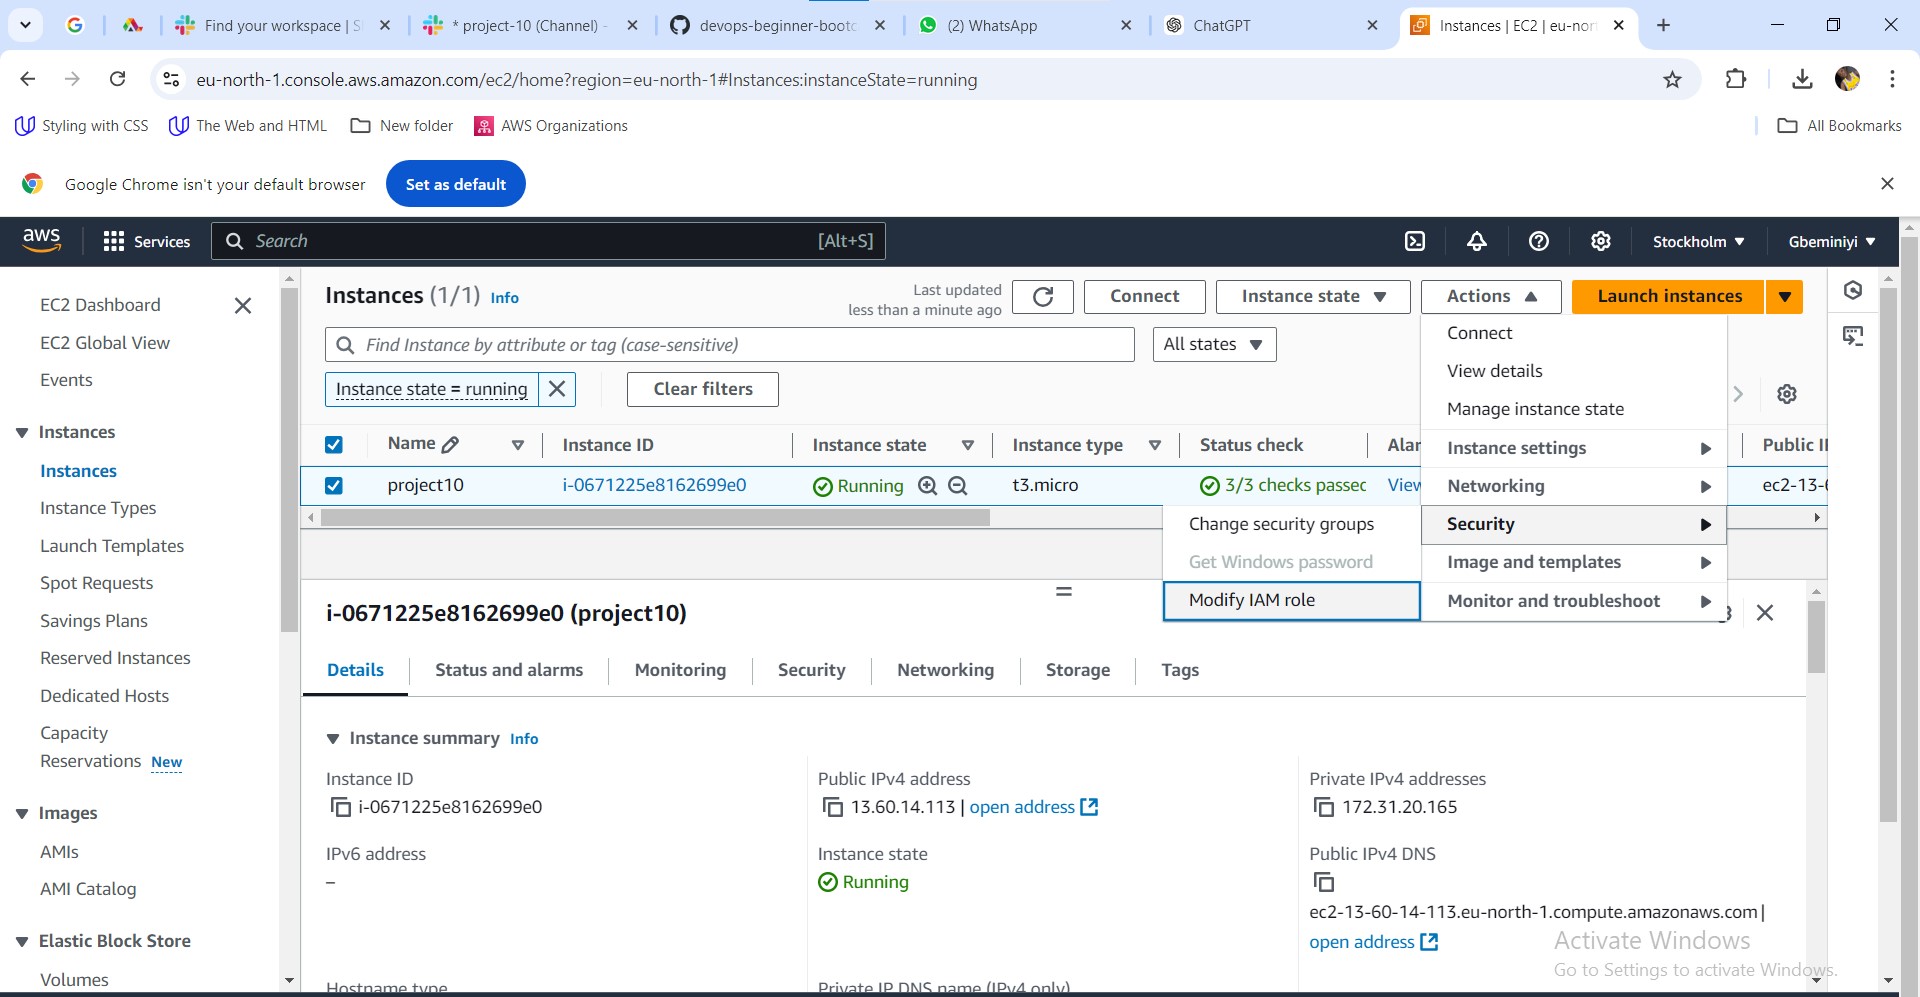 Find your workspace | S
* project-10 (Channel) -
devops-beginner-bootc
(2) WhatsApp
ChatGPT
Instances | EC2 | eu-nor
eu-north-1.console.aws.amazon.com/ec2/home?region=eu-north-1#Instances:instanceState=running
Styling with CSS
The Web and HTML
New folder
AWS Organizations
All Bookmarks
Google Chrome isn't your default browser
Set as default
aws
Services
Search
[Alt+S]
Stockholm
Gbeminiyi
EC2 Dashboard
EC2 Global View
Events
Instances
Instances
Instance Types
Launch Templates
Spot Requests
Savings Plans
Reserved Instances
Dedicated Hosts
Capacity
Reservations New
Images
AMIs
AMI Catalog
Elastic Block Store
Volumes
Instances (1/1) Info
Last updated
less than a minute ago
Connect
Instance state
Actions
Launch instances
Find Instance by attribute or tag (case-sensitive)
All states
Instance state = running
Clear filters
Name
Instance ID
Instance state
Instance type
Status check
Alar
Public II
project10
i-0671225e8162699e0
Running
t3.micro
3/3 checks passec
View
ec2-13-6
Connect
View details
Manage instance state
Instance settings
Networking
Security
Image and templates
Monitor and troubleshoot
Change security groups
Get Windows password
Modify IAM role
i-0671225e8162699e0 (project10)
Details
Status and alarms
Monitoring
Security
Networking
Storage
Tags
Instance summary Info
Instance ID
i-0671225e8162699e0
Public IPv4 address
13.60.14.113 | open address
Private IPv4 addresses
172.31.20.165
IPv6 address
–
Instance state
Running
Public IPv4 DNS
ec2-13-60-14-113.eu-north-1.compute.amazonaws.com |
open address
Hostname type
Private IP DNS name (IPv4 only)
Activate Windows
Go to Settings to activate Windows.